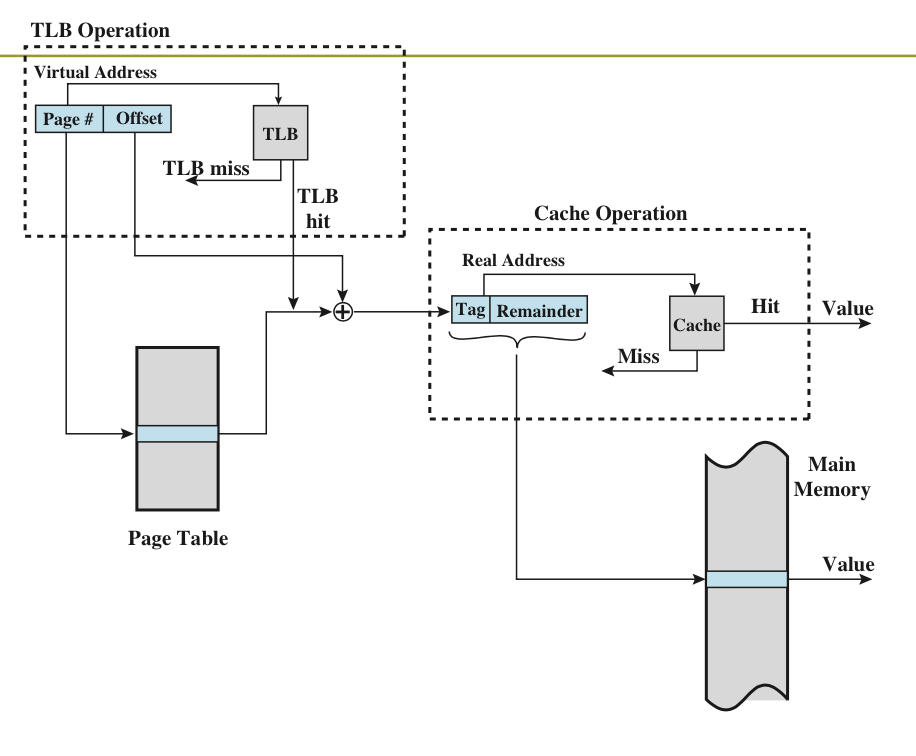 TLB Operation
Virtual Address
Page #
Offset
TLB
TLB miss
TLB
hit
Cache Operation
Real Address
Tag
Remainder
Cache
Hit
Value
Miss
Page Table
Main
Memory
Value